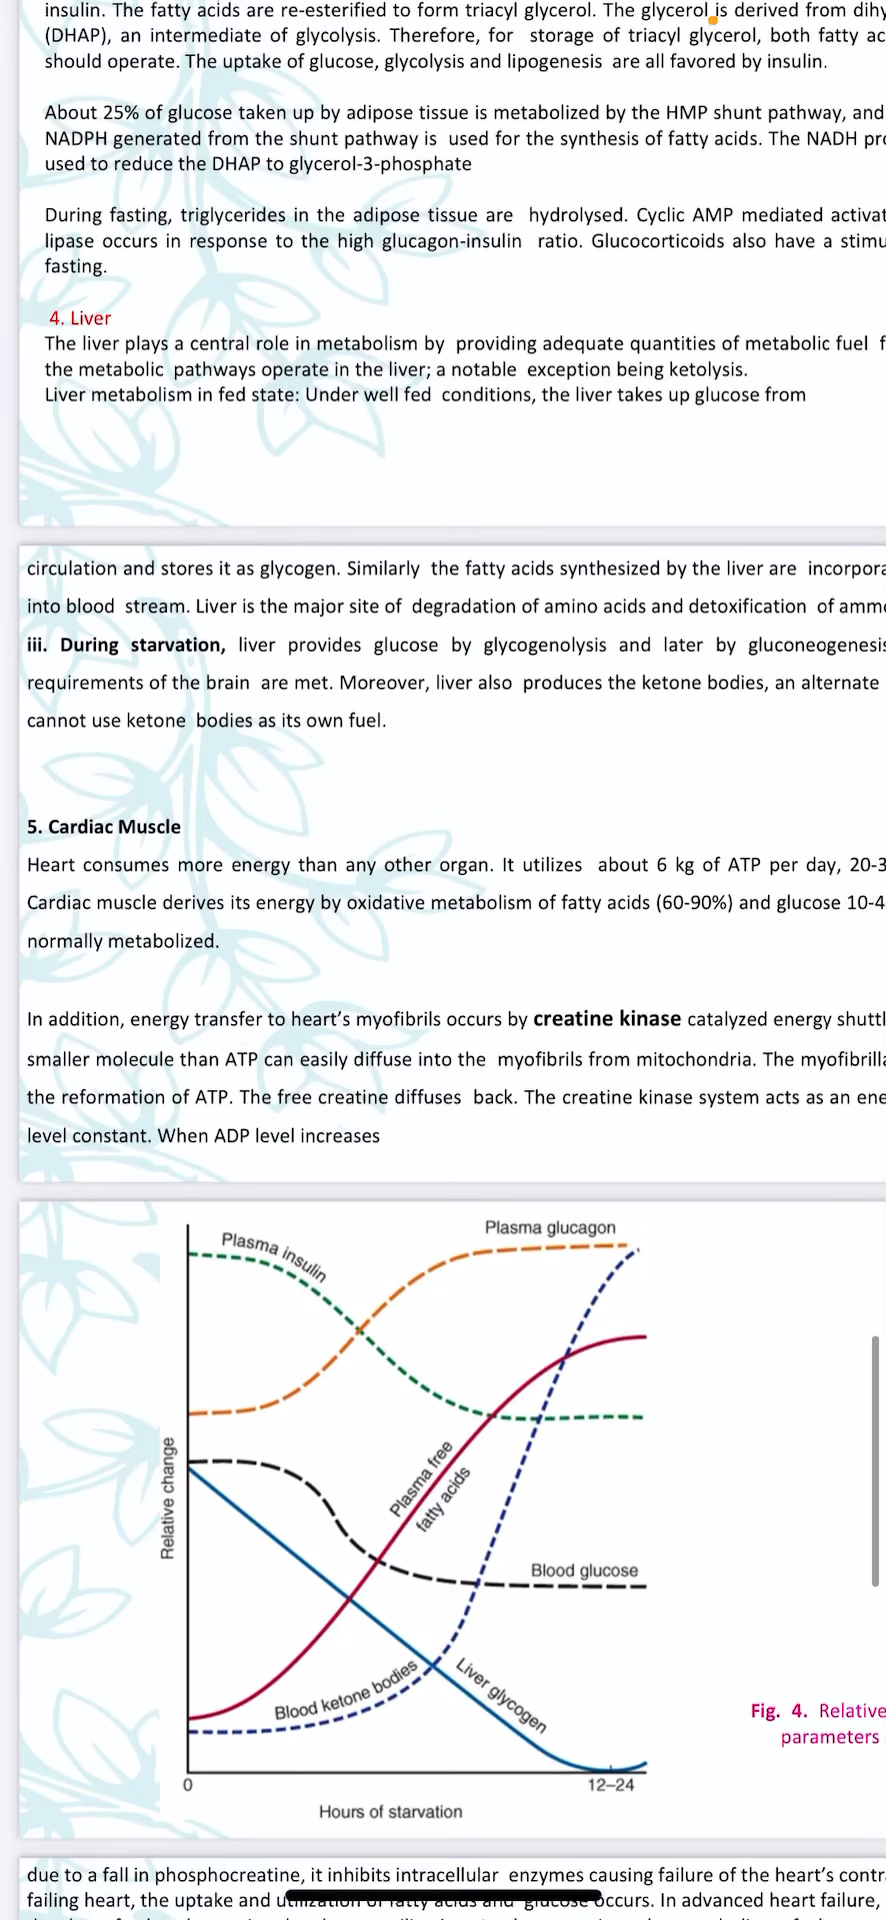 insulin. The fatty acids are re-esterified to form triacyl glycerol. The glycerol is derived from
(DHAP), an intermediate of glycolysis. Therefore, for storage of triacyl glycerol, both fatty
should operate. The uptake of glucose, glycolysis and lipogenesis are all favored by insulin.
About 25% of glucose taken up by adipose tissue is metabolized by the HMP shunt pathway, and
NADPH generated from the shunt pathway is used for the synthesis of fatty acids. The NADH
used to reduce the DHAP to glycerol-3-phosphate
During fasting, triglycerides in the adipose tissue are hydrolysed. Cyclic AMP mediated
lipase occurs in response to the high glucagon-insulin ratio. Glucocorticoids also have a
fasting.
4. Liver
The liver plays a central role in metabolism by providing adequate quantities of metabolic fuel
the metabolic pathways operate in the liver; a notable exception being ketolysis.
Liver metabolism in fed state: Under well fed conditions, the liver takes up glucose from
circulation and stores it as glycogen. Similarly the fatty acids synthesized by the liver are
into blood stream. Liver is the major site of degradation of amino acids and detoxification of
iii. During starvation, liver provides glucose by glycogenolysis and later by gluconeogenesis
requirements of the brain are met. Moreover, liver also produces the ketone bodies, an alternate
cannot use ketone bodies as its own fuel.
5. Cardiac Muscle
Heart consumes more energy than any other organ. It utilizes about 6 kg of ATP per day,
Cardiac muscle derives its energy by oxidative metabolism of fatty acids (60-90%) and glucose
normally metabolized.
In addition, energy transfer to heart's myofibrils occurs by creatine kinase catalyzed energy
smaller molecule than ATP can easily diffuse into the myofibrils from mitochondria. The
the reformation of ATP. The free creatine diffuses back. The creatine kinase system acts as an
level constant. When ADP level increases
Plasma glucagon
Plasma insulin
Relative change
Plasma free
fatty acids
Blood glucose
Blood ketone bodies
Liver glycogen
Fig. 4. Relative
parameters
0
12–24
Hours of starvation
due to a fall in phosphocreatine, it inhibits intracellular enzymes causing failure of the heart's
failing heart, the uptake and utilization of fatty acids and glucose occurs. In advanced heart failure,